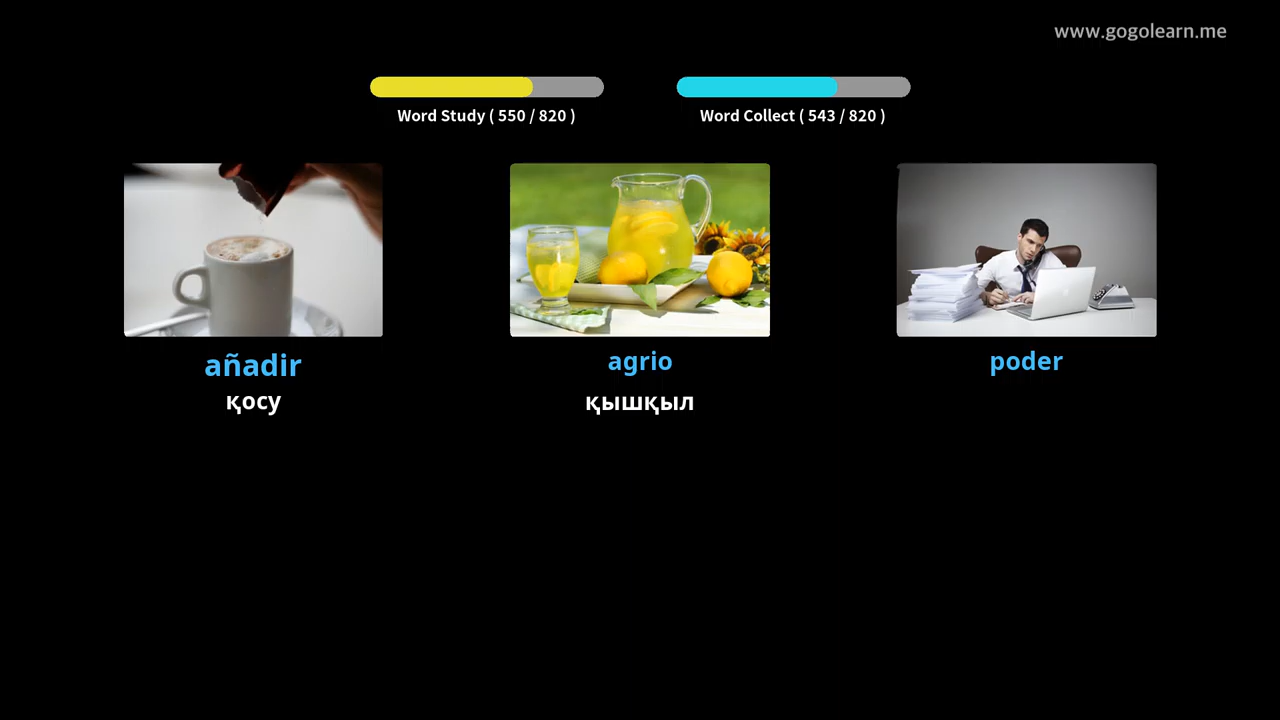 www.gogolearn.me
Word Study ( 550 / 820 )
Word Collect ( 543 / 820 )
añadir
қосу
agrio
қышқыл
poder